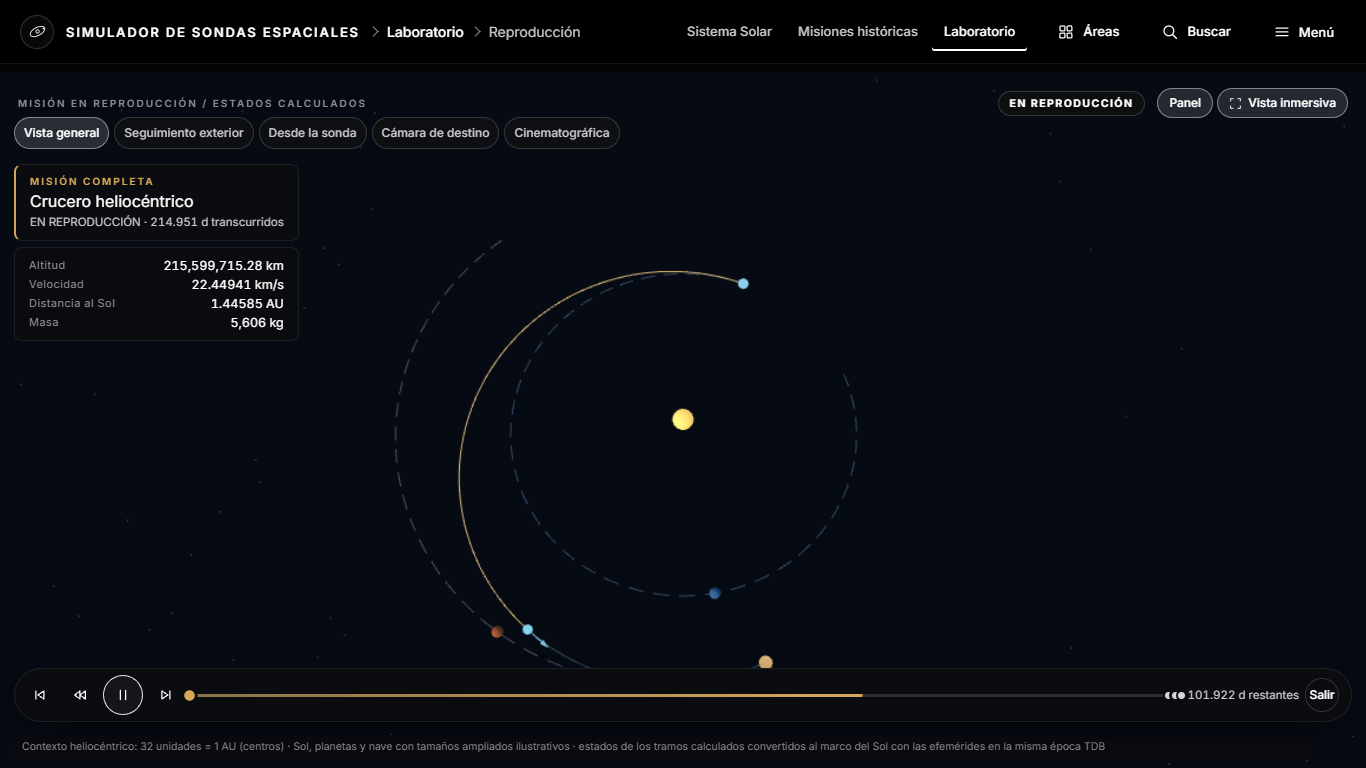 SIMULADOR DE SONDAS ESPACIALES > Laboratorio > Reproducción
Sistema Solar Misiones históricas Laboratorio Áreas Buscar Menú
MISIÓN EN REPRODUCCIÓN / ESTADOS CALCULADOS
EN REPRODUCCIÓN Panel Vista inmersiva
Vista general Seguimiento exterior Desde la sonda Cámara de destino Cinematográfica
MISIÓN COMPLETA
Crucero heliocéntrico
EN REPRODUCCIÓN · 214.951 d transcurridos
Altitud 215,599,715.28 km
Velocidad 22.44941 km/s
Distancia al Sol 1.44585 AU
Masa 5,606 kg
101.922 d restantes Salir
Contexto heliocéntrico: 32 unidades = 1 AU (centros) · Sol, planetas y nave con tamaños ampliados ilustrativos · estados de los tramos calculados convertidos al marco del Sol con las efemérides en la misma época TDB